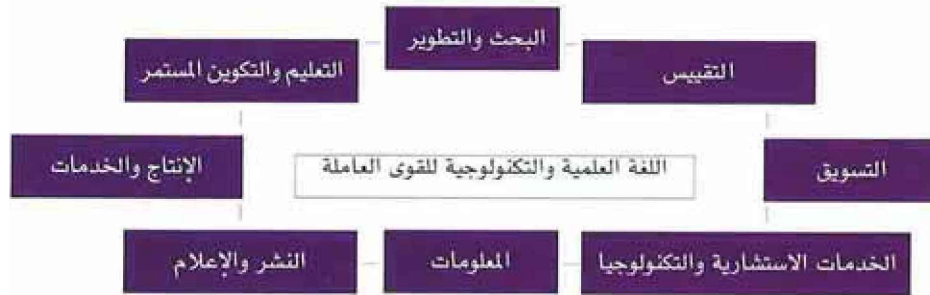 البحث والتطوير
التقييس
التعليم والتكوين المستمر
التسويق
اللغة العلمية والتكنولوجية للقوى العاملة
الإنتاج والخدمات
الخدمات الاستشارية والتكنولوجيا
المعلومات
النشر والإعلام